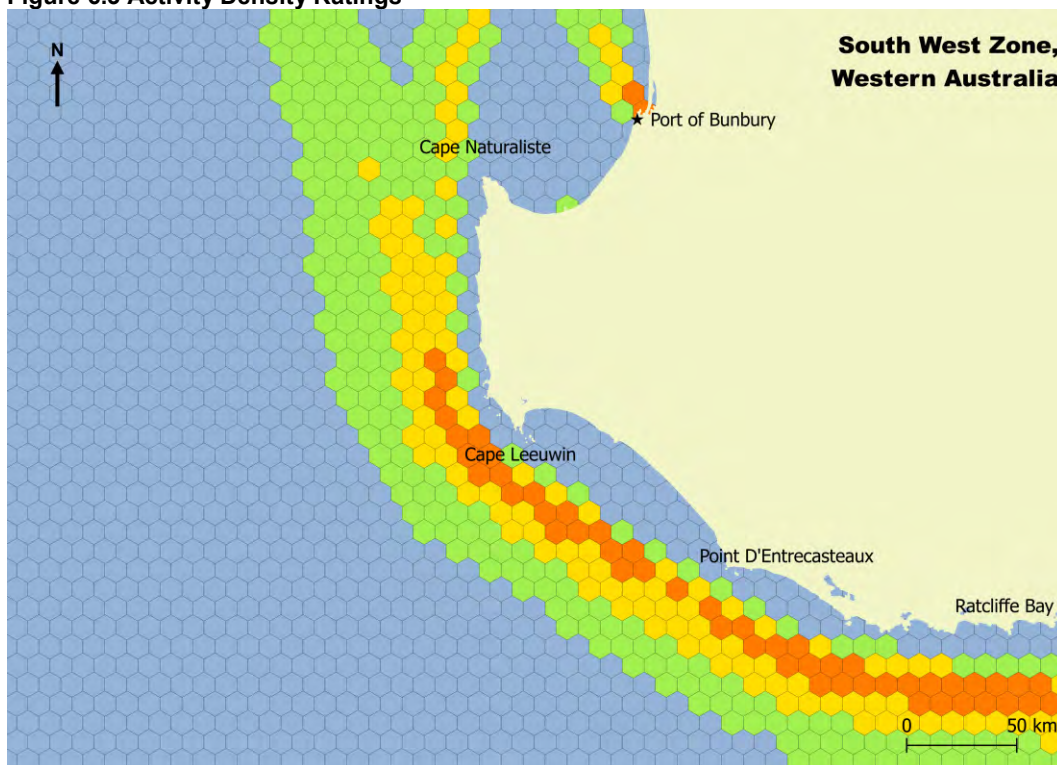 Figure 6.3 Activity Density Ratings
South West Zone,
Western Australia
N
Port of Bunbury
Cape Naturaliste
Cape Leeuwin
Point D'Entrecasteaux
Ratcliffe Bay
0 50 km